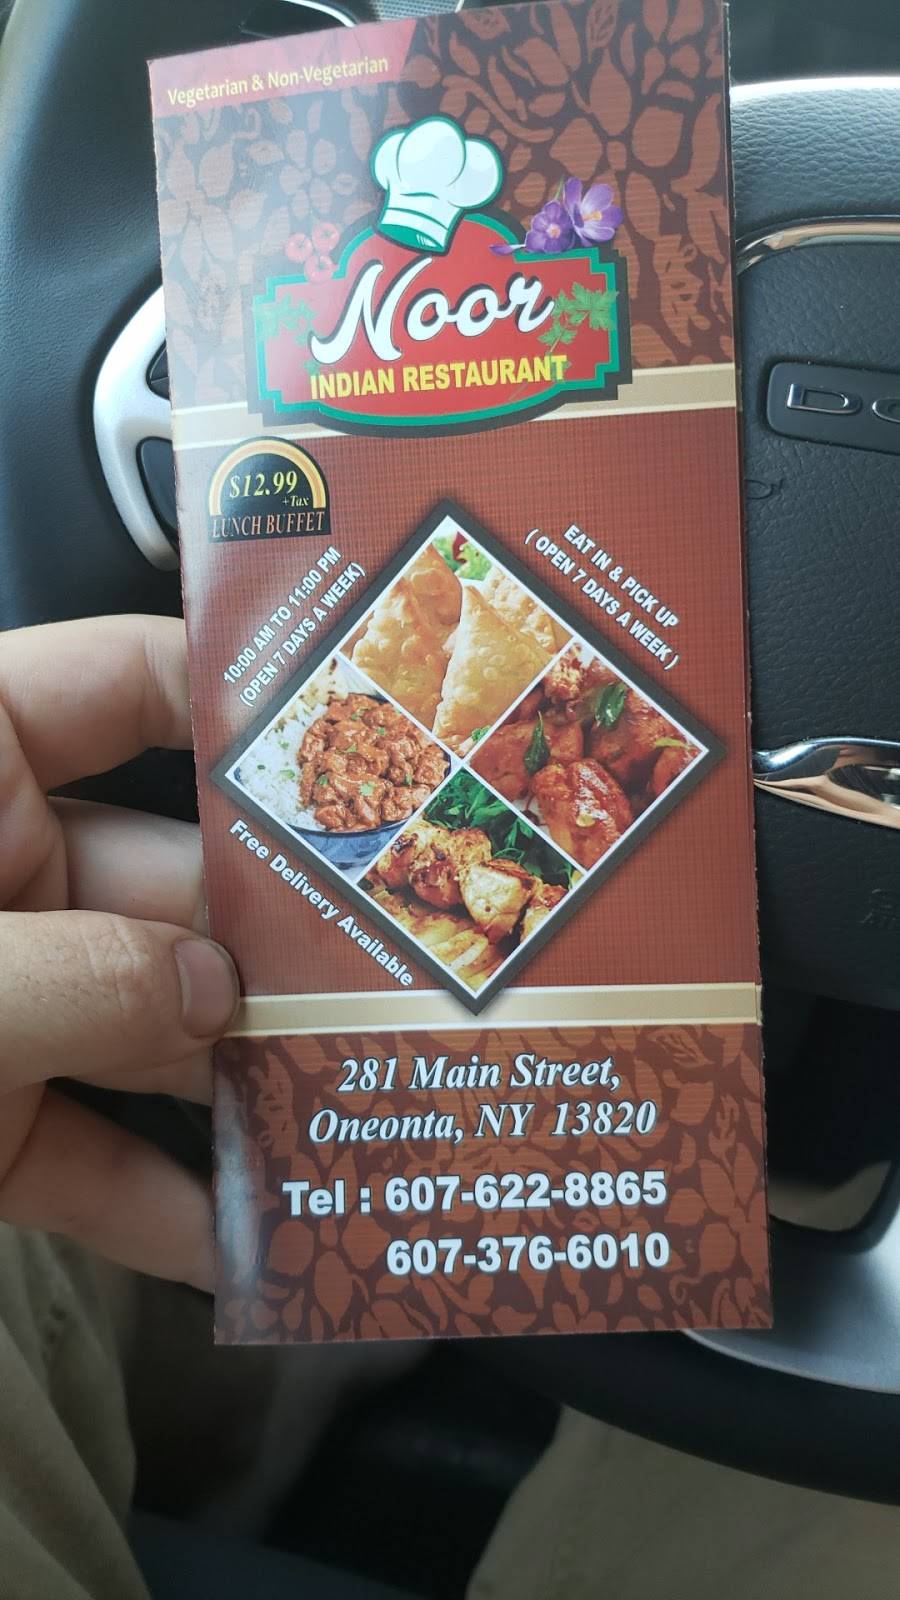 Vegetarian & Non-Vegetarian
Noor
INDIAN RESTAURANT
$12.99
+Tax
LUNCH BUFFET
10:00 AM TO 11:00 PM
(OPEN 7 DAYS A WEEK)
EAT IN & PICK UP
( OPEN 7 DAYS A WEEK )
Free Delivery Available
281 Main Street,
Oneonta, NY 13820
Tel : 607-622-8865
607-376-6010